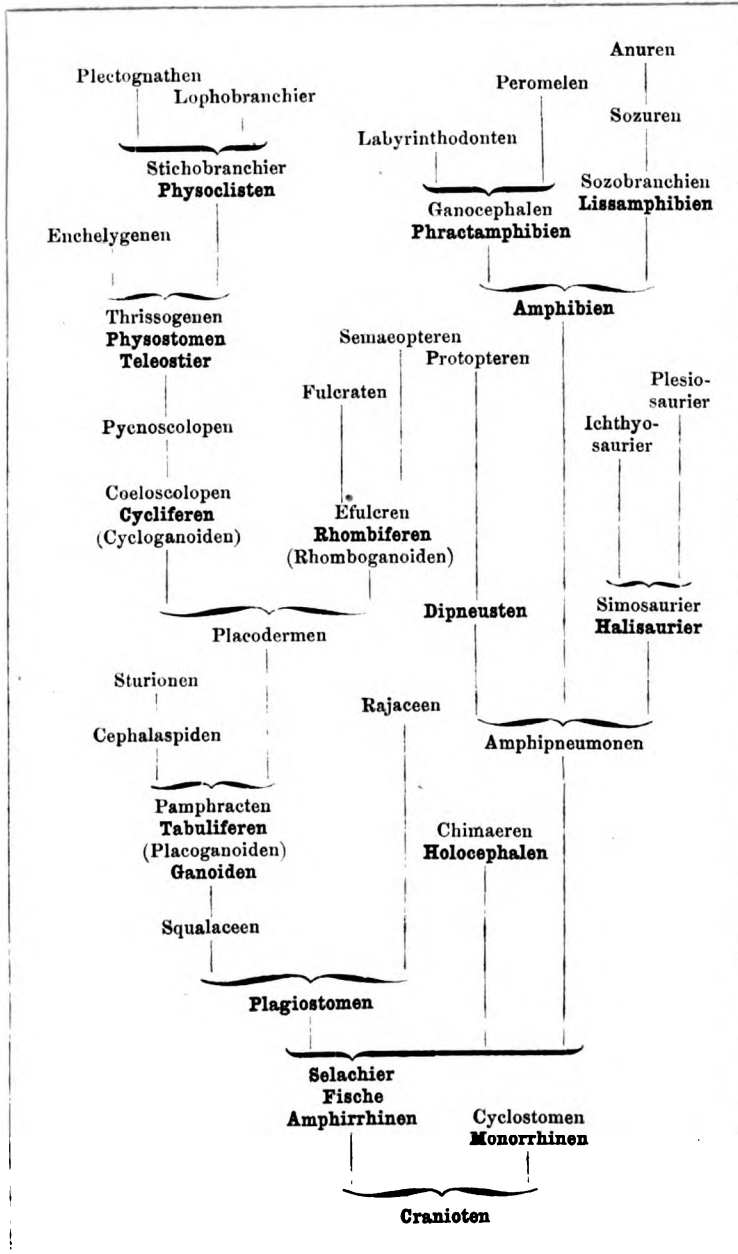 Anuren
Plectognathen
Lophobranchier
Peromelen
Sozuren
Labyrinthodonten
Stichobranchier
Physoclisten
Sozobranchien
Lissamphibien
Ganocephalen
Phractamphibien
Enchelygenen
Amphibien
Thrissogenen
Physostomen
Teleostier
Semaeopteren
Protopteren
Fulcraten
Plesio-
saurier
Ichthyo-
saurier
Pycnoscolopen
Coeloscolopen
Cycliferen
(Cycloganoiden)
Efulcren
Rhombiferen
(Rhomboganoiden)
Simosaurier
Halisaurier
Dipneusten
Placodermen
Sturionen
Rajaceen
Cephalaspiden
Amphipneumonen
Pamphracten
Tabuliferen
(Placoganoiden)
Ganoiden
Chimaeren
Holocephalen
Squalaceen
Plagiostomen
Selachier
Fische
Amphirrhinen
Cyclostomen
Monorrhinen
Cranioten